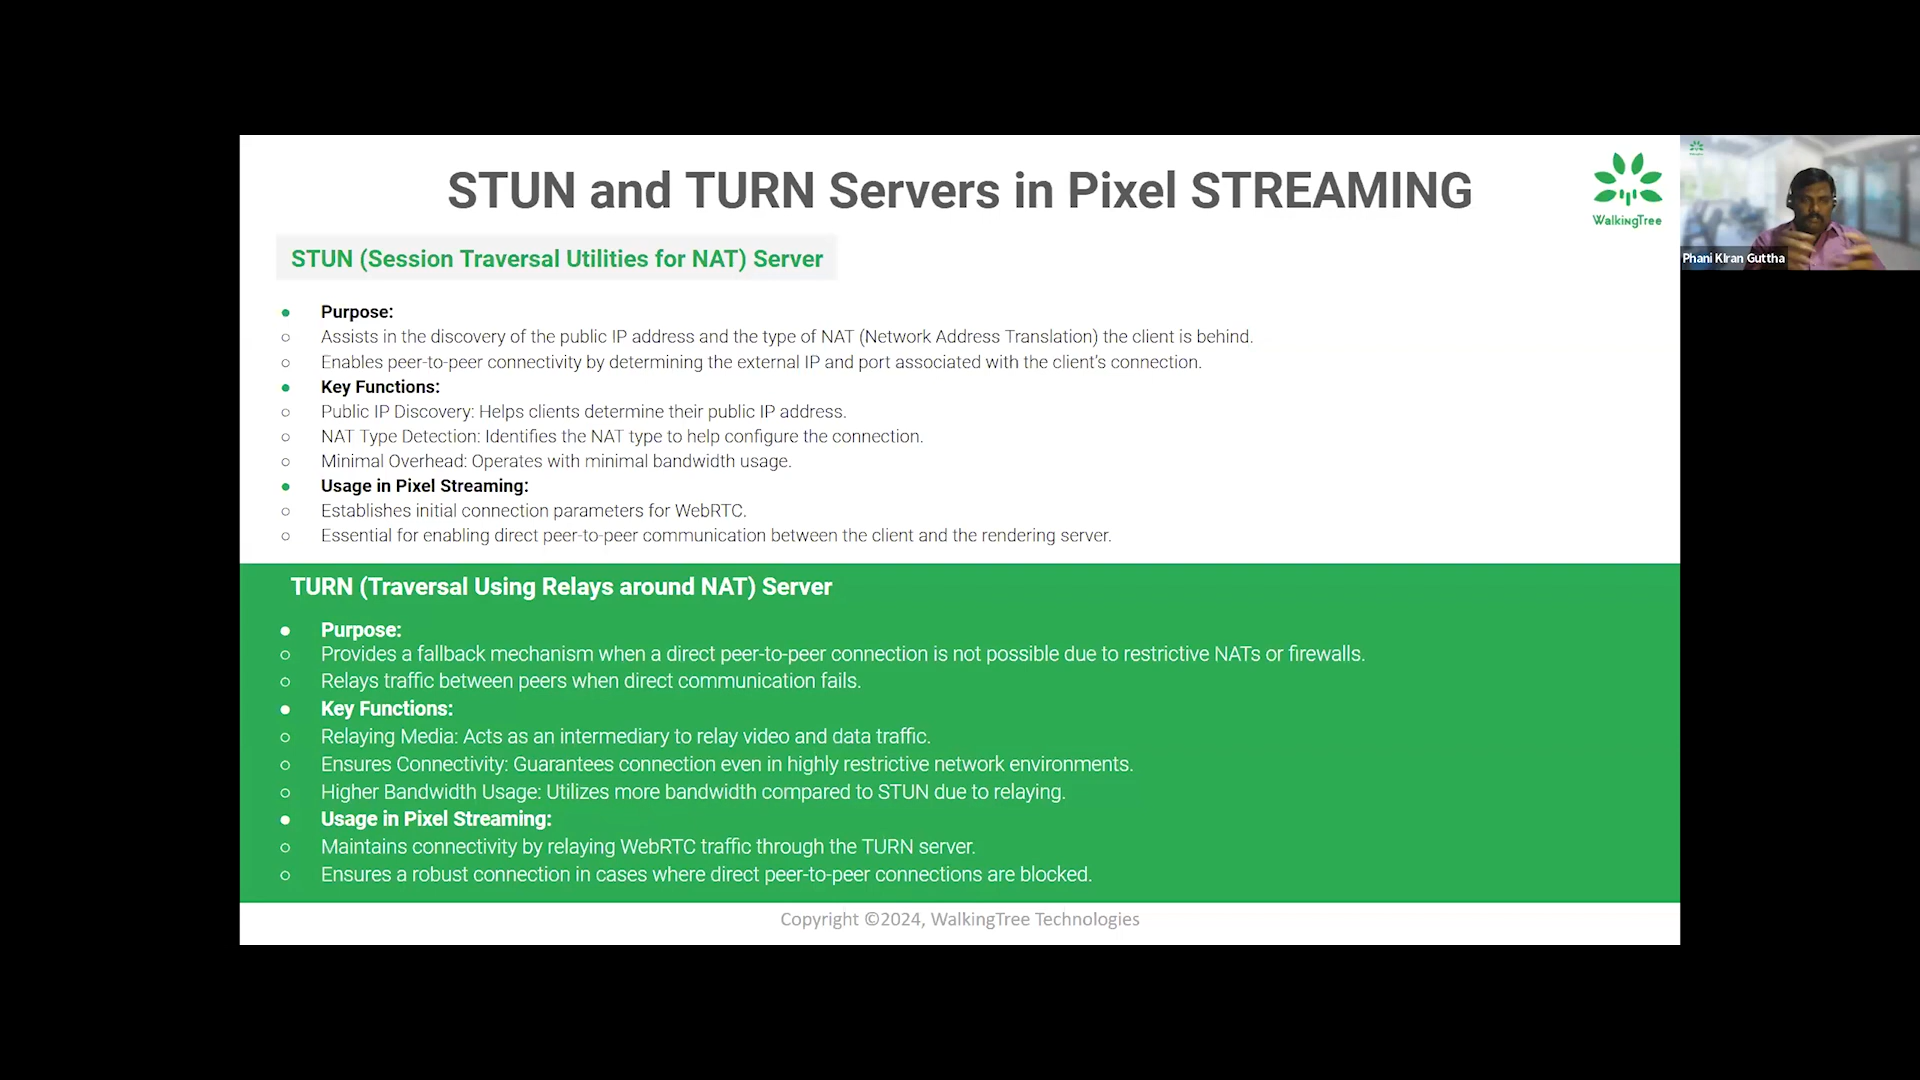 STUN and TURN Servers in Pixel STREAMING
WalkingTree
STUN (Session Traversal Utilities for NAT) Server
Phani KIran Guttha
● Purpose:
○ Assists in the discovery of the public IP address and the type of NAT (Network Address Translation) the client is behind.
○ Enables peer-to-peer connectivity by determining the external IP and port associated with the client's connection.
● Key Functions:
○ Public IP Discovery: Helps clients determine their public IP address.
○ NAT Type Detection: Identifies the NAT type to help configure the connection.
○ Minimal Overhead: Operates with minimal bandwidth usage.
● Usage in Pixel Streaming:
○ Establishes initial connection parameters for WebRTC.
○ Essential for enabling direct peer-to-peer communication between the client and the rendering server.
TURN (Traversal Using Relays around NAT) Server
● Purpose:
○ Provides a fallback mechanism when a direct peer-to-peer connection is not possible due to restrictive NATs or firewalls.
○ Relays traffic between peers when direct communication fails.
● Key Functions:
○ Relaying Media: Acts as an intermediary to relay video and data traffic.
○ Ensures Connectivity: Guarantees connection even in highly restrictive network environments.
○ Higher Bandwidth Usage: Utilizes more bandwidth compared to STUN due to relaying.
● Usage in Pixel Streaming:
○ Maintains connectivity by relaying WebRTC traffic through the TURN server.
○ Ensures a robust connection in cases where direct peer-to-peer connections are blocked.
Copyright ©2024, WalkingTree Technologies